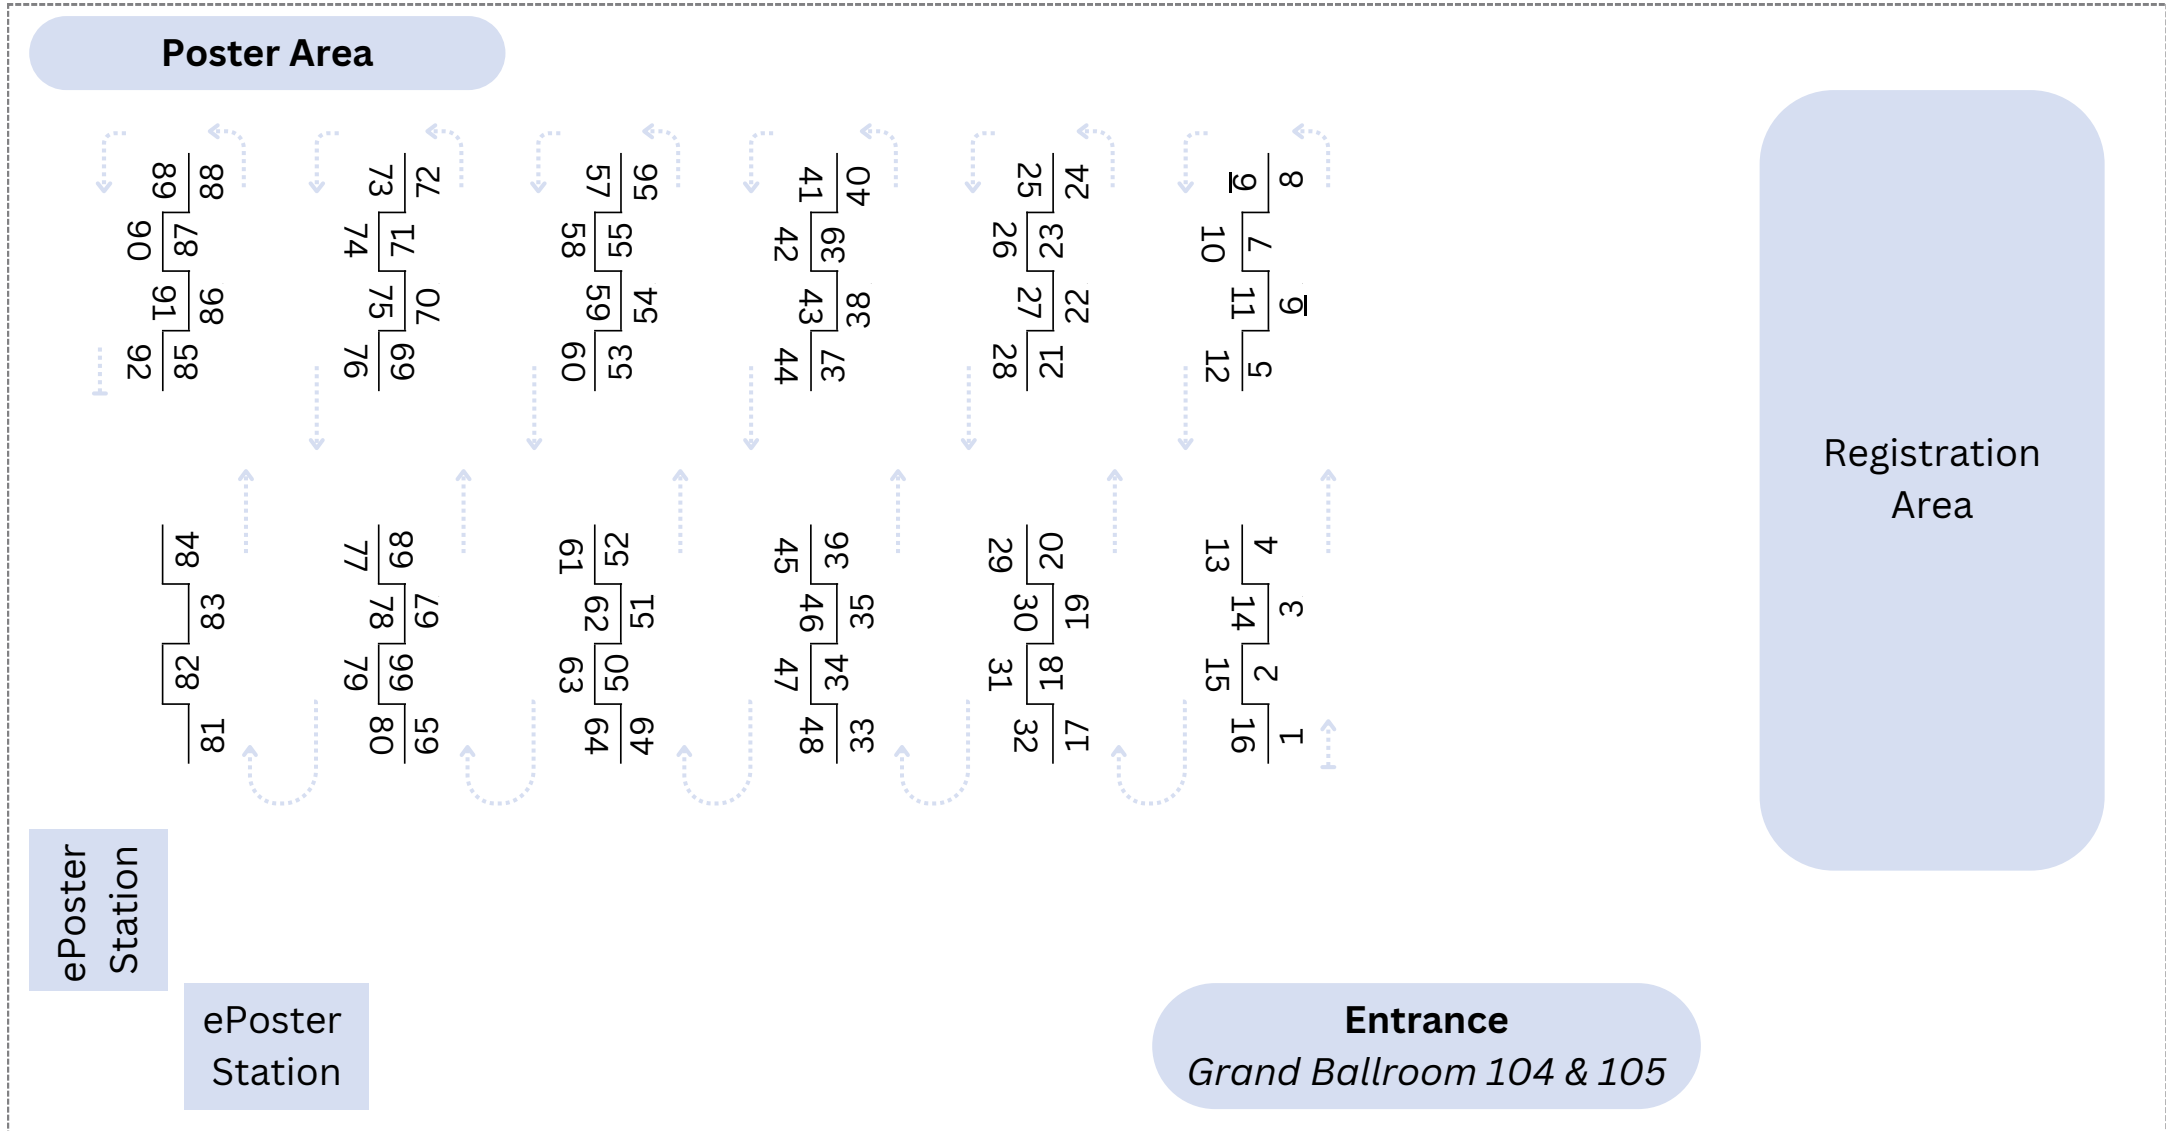 Poster Area
89 88 73 72 57 56 41 40 25 24 9 8
90 87 74 71 58 55 42 39 26 23 10 7
91 86 75 70 59 54 43 38 27 22 11 6
92 85 76 69 60 53 44 37 28 21 12 5
84 77 68 61 52 45 36 29 20 13 4
83 78 67 62 51 46 35 30 19 14 3
82 79 66 63 50 47 34 31 18 15 2
81 80 65 64 49 48 33 32 17 16 1
Registration
Area
ePoster
Station
ePoster
Station
Entrance
Grand Ballroom 104 & 105